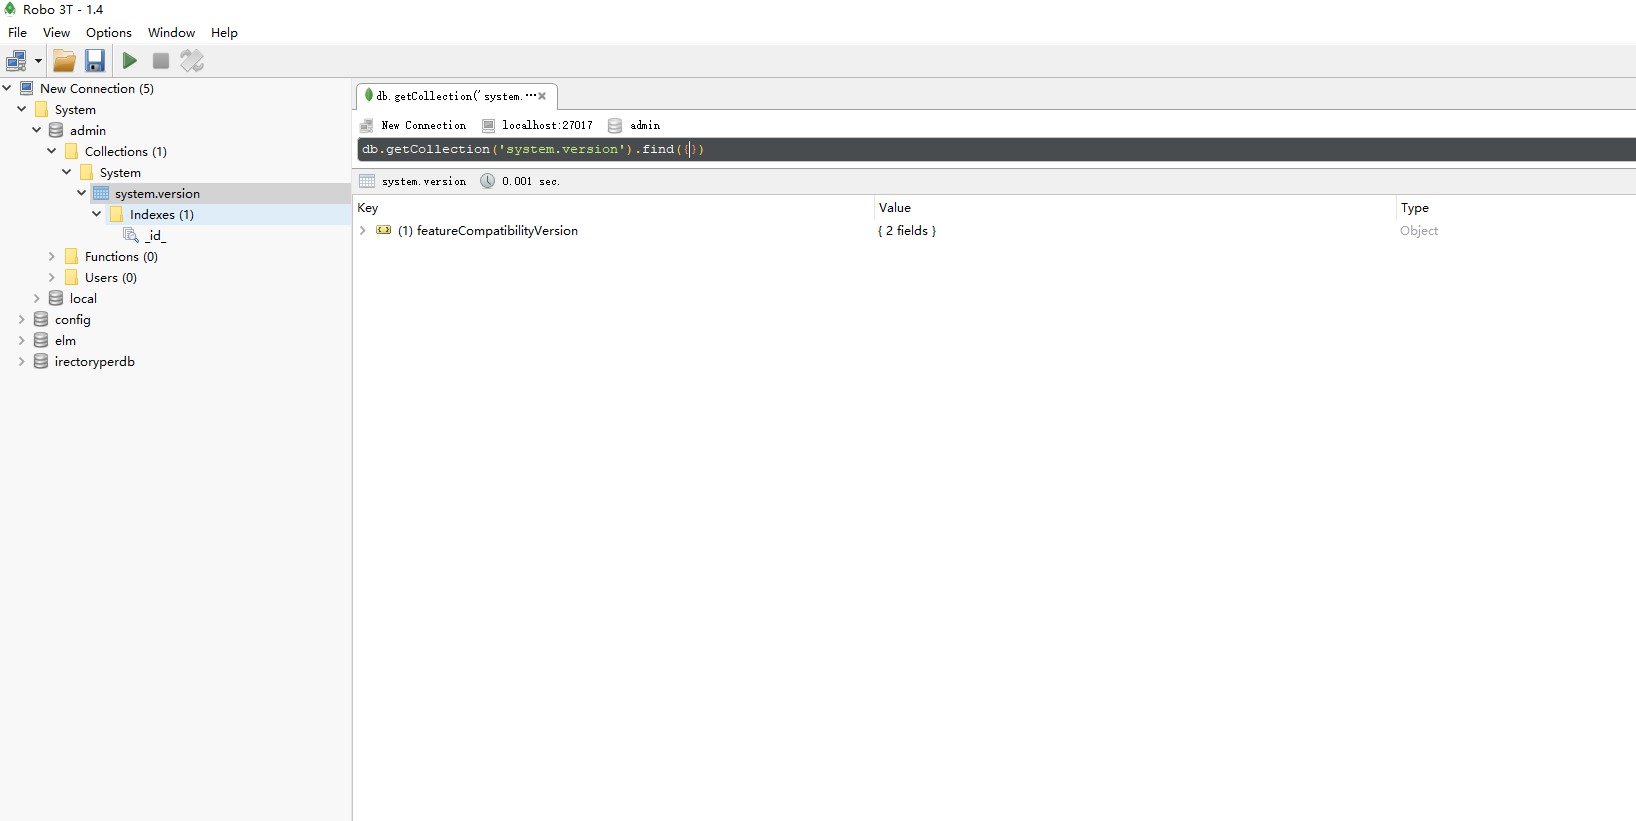 Robo 3T - 1.4
File View Options Window Help
New Connection (5)
System
admin
Collections (1)
System
system.version
Indexes (1)
_id_
Functions (0)
Users (0)
local
config
elm
irectoryperdb
db.getCollection('system.⋯
New Connection localhost:27017 admin
db.getCollection('system.version').find({})
system.version 0.001 sec.
Key Value Type
(1) featureCompatibilityVersion { 2 fields } Object